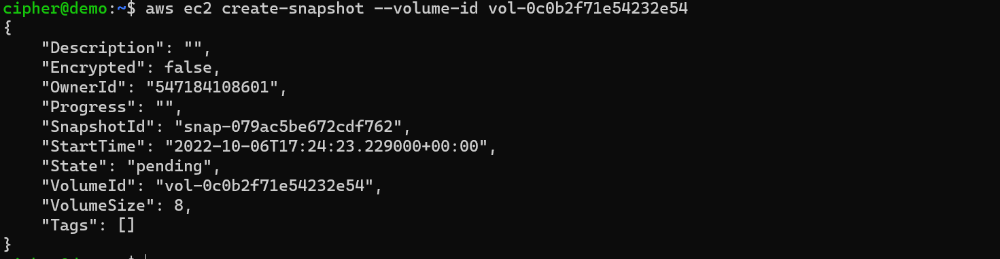 cipher@demo:~$ aws ec2 create-snapshot --volume-id vol-0c0b2f71e54232e54
{
    "Description": "",
    "Encrypted": false,
    "OwnerId": "547184108601",
    "Progress": "",
    "SnapshotId": "snap-079ac5be672cdf762",
    "StartTime": "2022-10-06T17:24:23.229000+00:00",
    "State": "pending",
    "VolumeId": "vol-0c0b2f71e54232e54",
    "VolumeSize": 8,
    "Tags": []
}